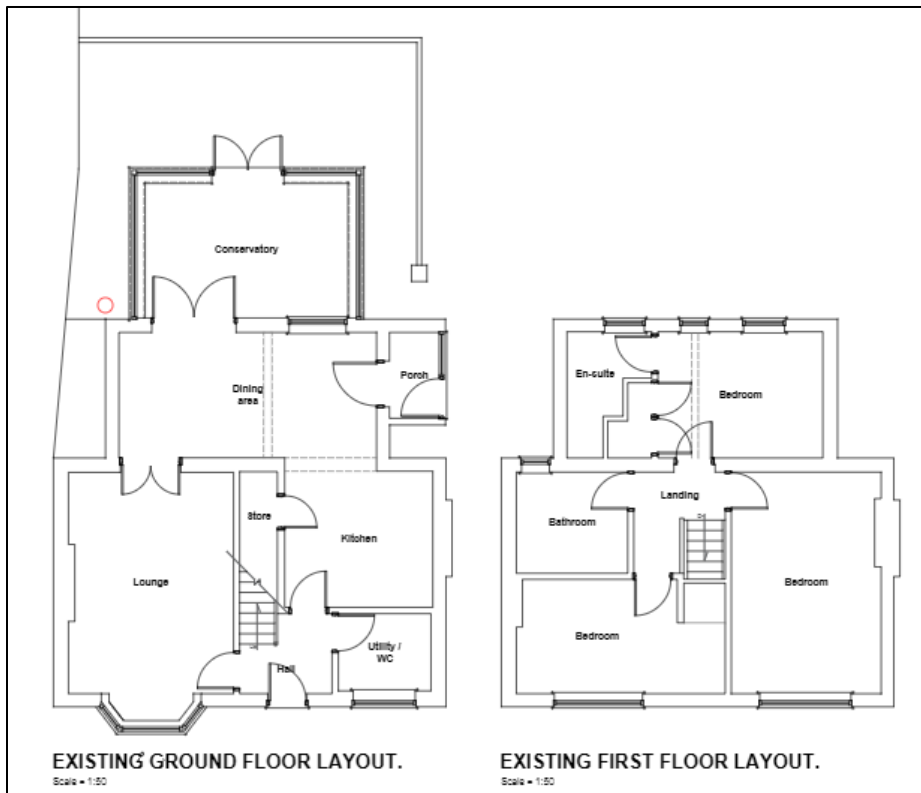 Conservatory
Dining
area
Porch
Store
Kitchen
Lounge
Hall
Utility /
WC
EXISTING GROUND FLOOR LAYOUT.
Scale = 1:50
En-suite
Bedroom
Landing
Bathroom
Bedroom
Bedroom
EXISTING FIRST FLOOR LAYOUT.
Scale = 1:50